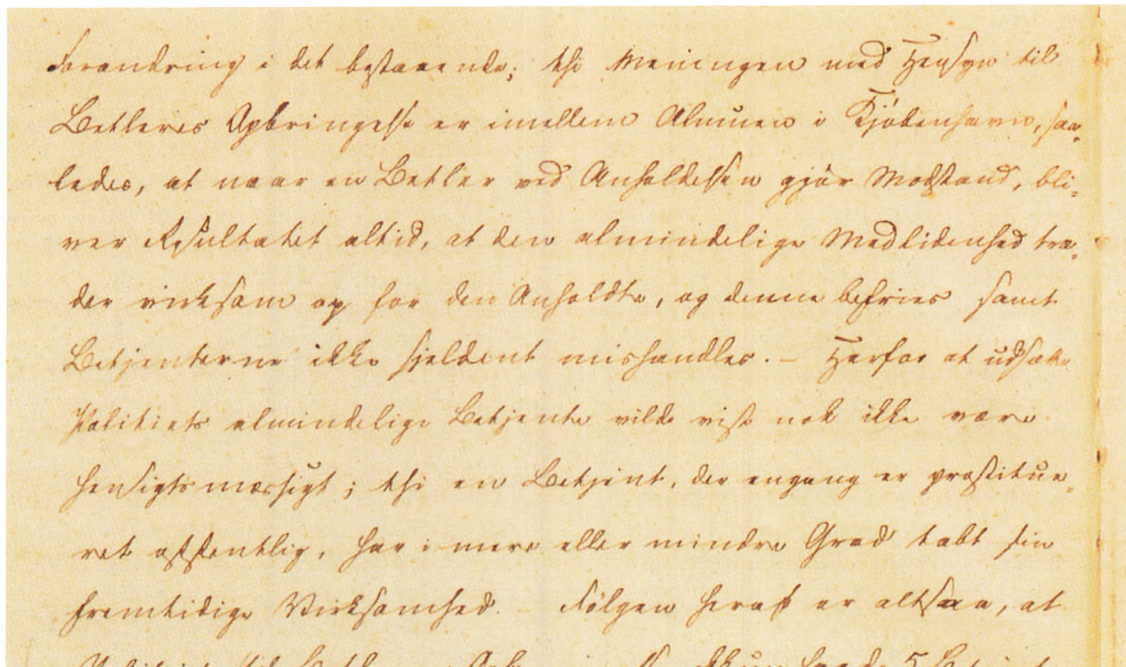 Forandring i det bestaaende; thi Meningen med Hensyn til
Betleres Opbringelse er imellem Almuen i Kjøbenhavn, saa-
ledes, at naar en Betler ved Anholdelsen gjør Modstand, bli-
ver Resultatet altid, at den almindelige Medlidenhed træ-
der virksom op for den Anholdte, og denne befries samt
Betjenterne ikke sjeldent mishandles. – Herfor at udsætte
Politiets almindelige Betjente vilde vist nok ikke være
hensigtsmæssigt; thi en Betjent, der engang er prostitue-
ret offentlig, har i mere eller mindre Grad tabt sin
fremtidige Virksomhed. – Følgen heraf er altsaa, at